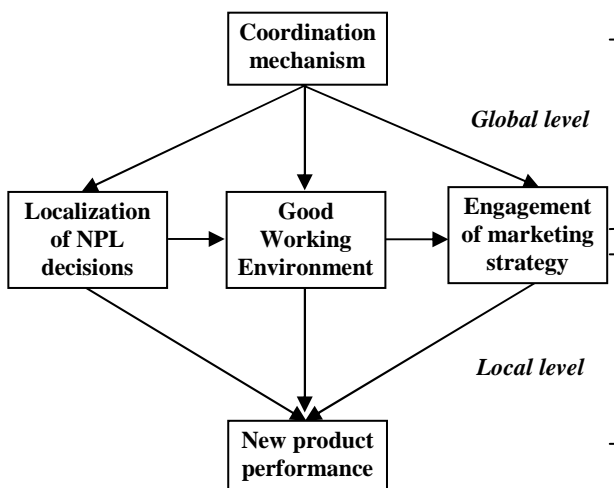 Coordination
mechanism
Global level
Localization
of NPL
decisions
Good
Working
Environment
Engagement
of marketing
strategy
Local level
New product
performance